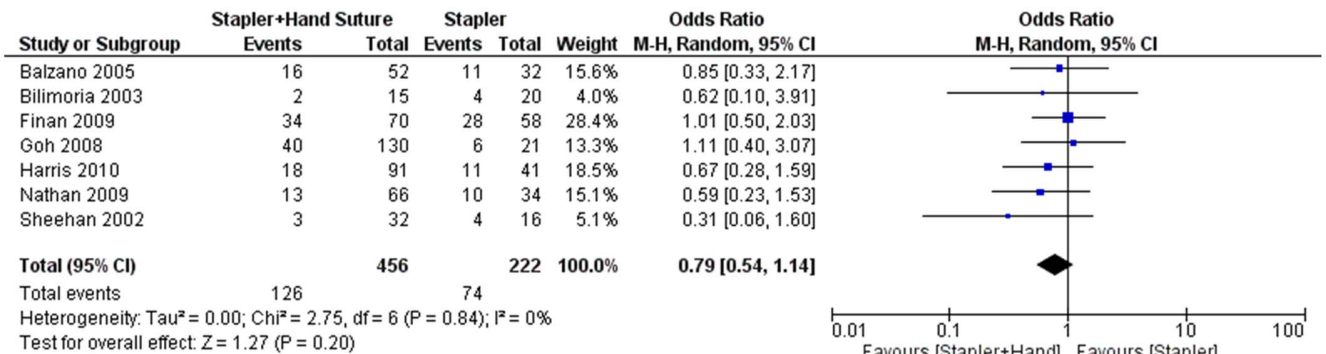 Stapler+Hand Suture Stapler Odds Ratio Odds Ratio
Study or Subgroup Events Total Events Total Weight M-H, Random, 95% CI M-H, Random, 95% CI
Balzano 2005 16 52 11 32 15.6% 0.85 [0.33, 2.17]
Bilimoria 2003 2 15 4 20 4.0% 0.62 [0.10, 3.91]
Finan 2009 34 70 28 58 28.4% 1.01 [0.50, 2.03]
Goh 2008 40 130 6 21 13.3% 1.11 [0.40, 3.07]
Harris 2010 18 91 11 41 18.5% 0.67 [0.28, 1.59]
Nathan 2009 13 66 10 34 15.1% 0.59 [0.23, 1.53]
Sheehan 2002 3 32 4 16 5.1% 0.31 [0.06, 1.60]
Total (95% CI) 456 222 100.0% 0.79 [0.54, 1.14]
Total events 126 74
Heterogeneity: Tau² = 0.00; Chi² = 2.75, df = 6 (P = 0.84); I² = 0%
Test for overall effect: Z = 1.27 (P = 0.20)
0.01 0.1 1 10 100
Favours [Stapler+Hand] Favours [Stapler]